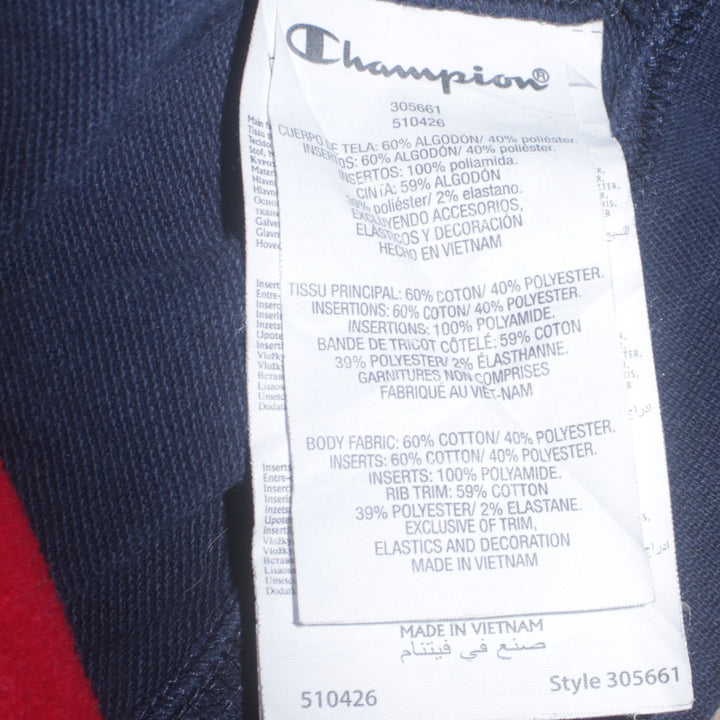 Champion®
305661
510426
CUERPO DE TELA: 60% ALGODÓN/ 40% poliéster.
INSERTOS: 60% ALGODÓN/ 40% poliéster.
INSERTOS: 100% poliamida.
CINTA: 59% ALGODÓN
39% poliéster/ 2% elastano.
EXCLUYENDO ACCESORIOS,
ELÁSTICOS Y DECORACIÓN
HECHO EN VIETNAM
TISSU PRINCIPAL: 60% COTON/ 40% POLYESTER.
INSERTIONS: 60% COTON/ 40% POLYESTER.
INSERTIONS: 100% POLYAMIDE.
BANDE DE TRICOT CÔTELÉ: 59% COTON
39% POLYESTER/ 2% ÉLASTHANNE.
GARNITURES NON COMPRISES
FABRIQUÉ AU VIÊT-NAM
BODY FABRIC: 60% COTTON/ 40% POLYESTER.
INSERTS: 60% COTTON/ 40% POLYESTER.
INSERTS: 100% POLYAMIDE.
RIB TRIM: 59% COTTON
39% POLYESTER/ 2% ELASTANE.
EXCLUSIVE OF TRIM,
ELASTICS AND DECORATION
MADE IN VIETNAM
MADE IN VIETNAM
صنع في فيتنام
510426 Style 305661